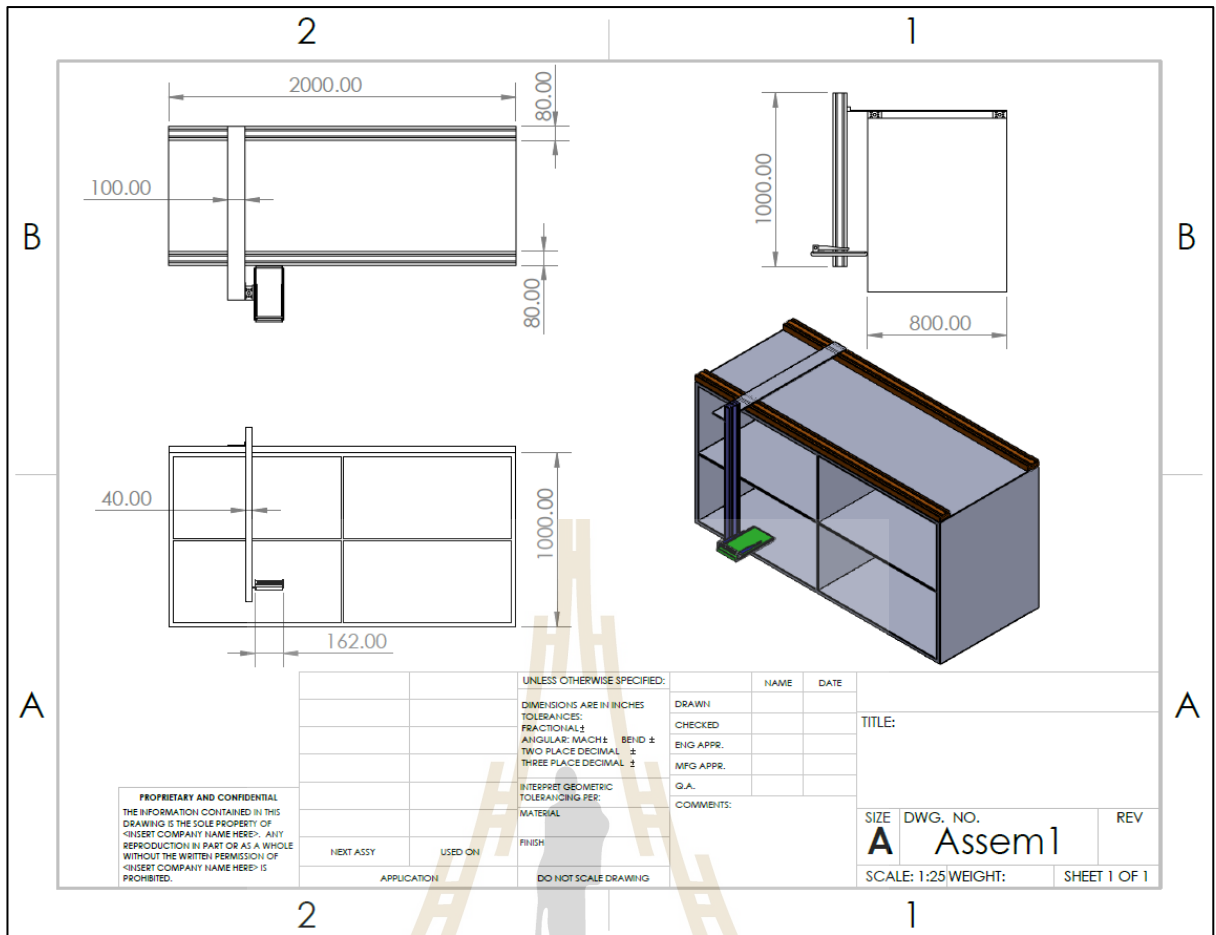 2
1
2000.00
80.00
100.00
80.00
1000.00
800.00
B
B
40.00
1000.00
162.00
A
A
UNLESS OTHERWISE SPECIFIED:
DIMENSIONS ARE IN INCHES
TOLERANCES:
FRACTIONAL±
ANGULAR: MACH± BEND ±
TWO PLACE DECIMAL ±
THREE PLACE DECIMAL ±
INTERPRET GEOMETRIC
TOLERANCING PER:
MATERIAL
FINISH
DO NOT SCALE DRAWING
NAME DATE
DRAWN
CHECKED
ENG APPR.
MFG APPR.
Q.A.
COMMENTS:
TITLE:
SIZE DWG. NO. REV
A Assem1
SCALE: 1:25 WEIGHT: SHEET 1 OF 1
PROPRIETARY AND CONFIDENTIAL
THE INFORMATION CONTAINED IN THIS
DRAWING IS THE SOLE PROPERTY OF
<INSERT COMPANY NAME HERE>. ANY
REPRODUCTION IN PART OR AS A WHOLE
WITHOUT THE WRITTEN PERMISSION OF
<INSERT COMPANY NAME HERE> IS
PROHIBITED.
NEXT ASSY USED ON
APPLICATION
2
1